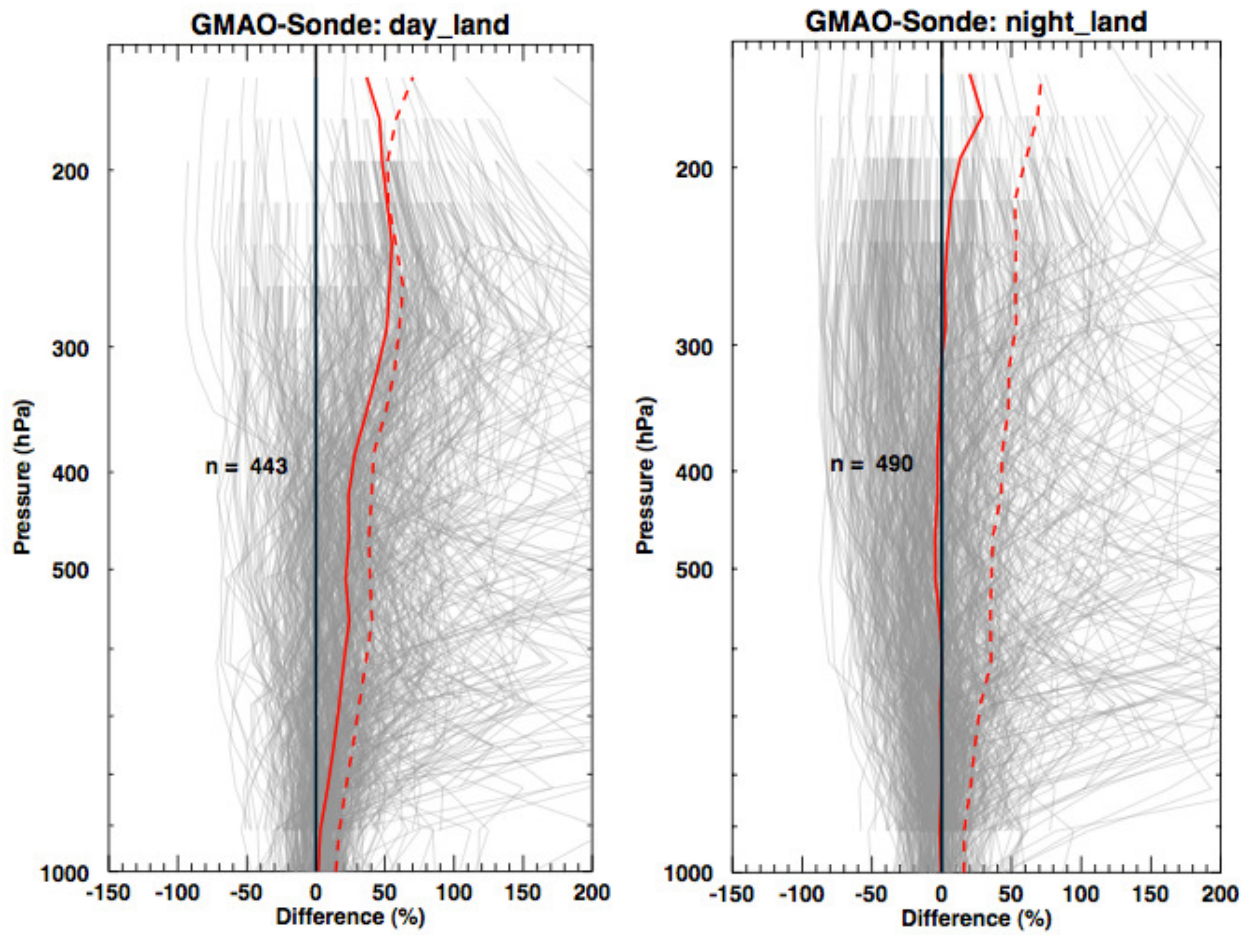 GMAO-Sonde: day_land
200
300
400
500
1000
Pressure (hPa)
n = 443
-150 -100 -50 0 50 100 150 200
Difference (%)
GMAO-Sonde: night_land
200
300
400
500
1000
Pressure (hPa)
n = 490
-150 -100 -50 0 50 100 150 200
Difference (%)